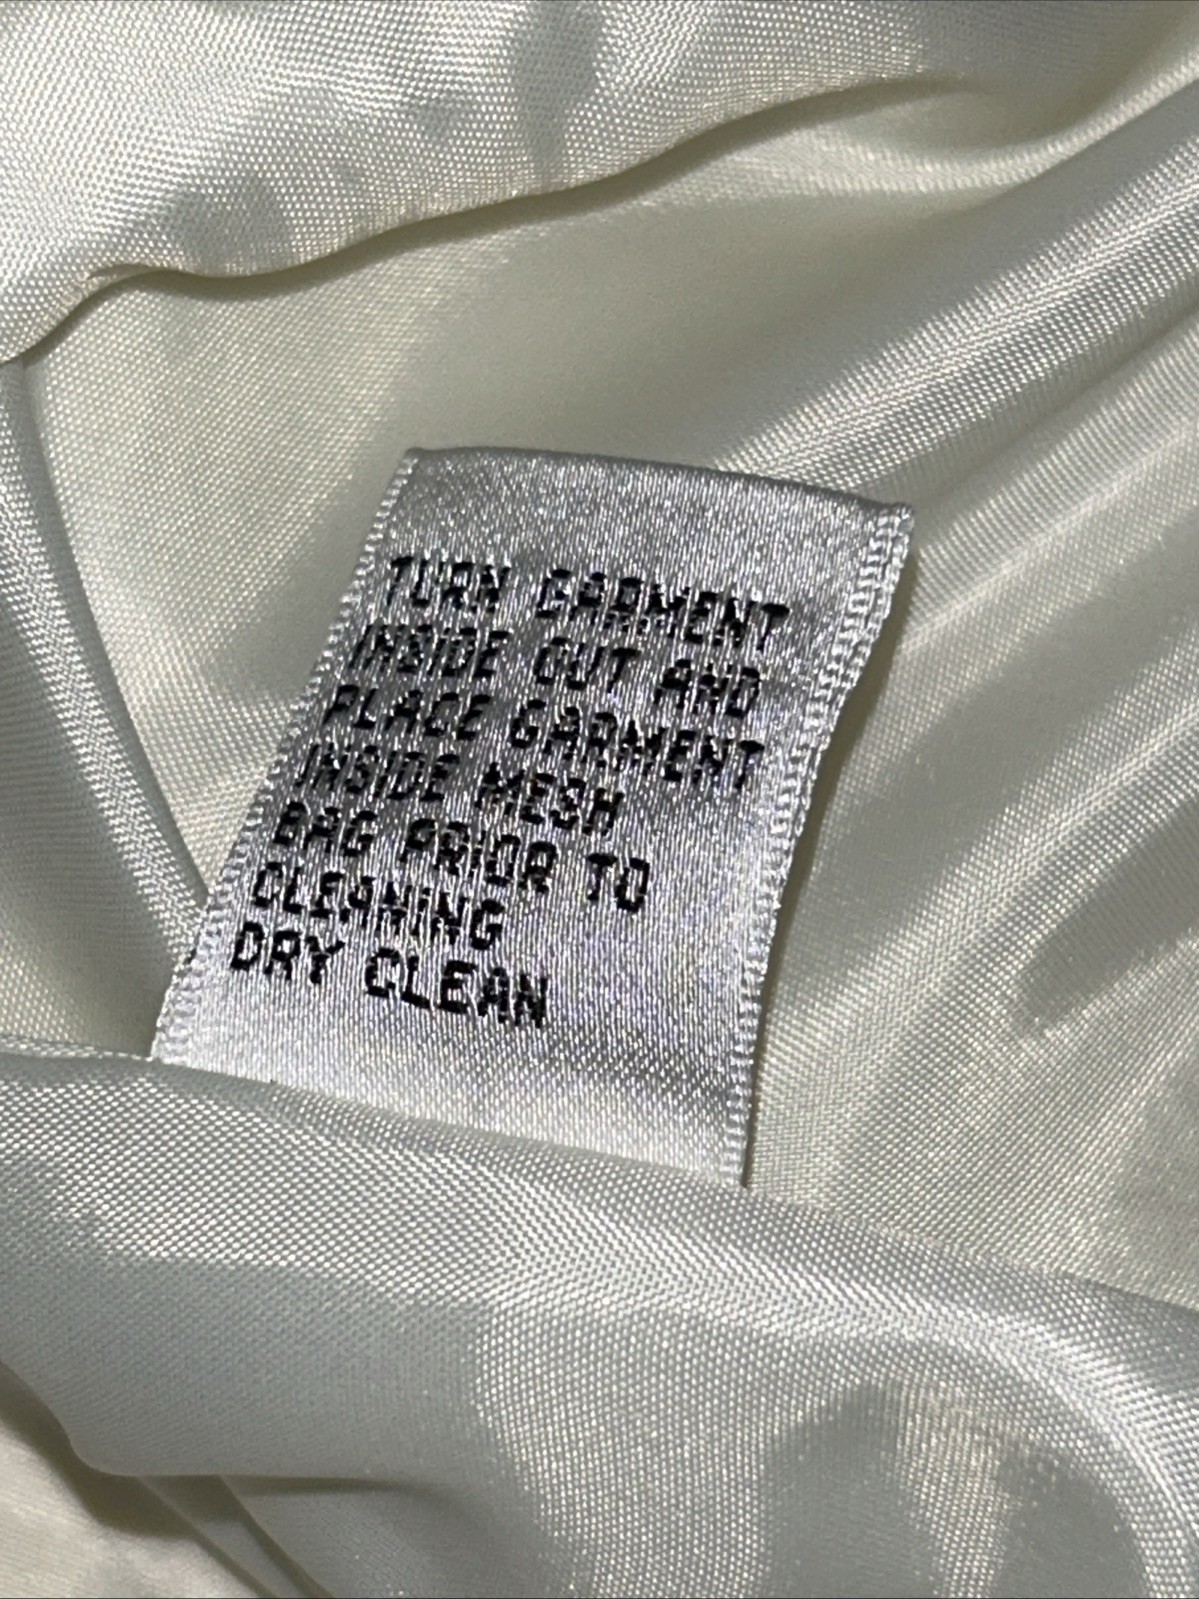 TURN GARMENT
INSIDE OUT AND
PLACE GARMENT
INSIDE MESH
BAG PRIOR TO
CLEANING
DRY CLEAN